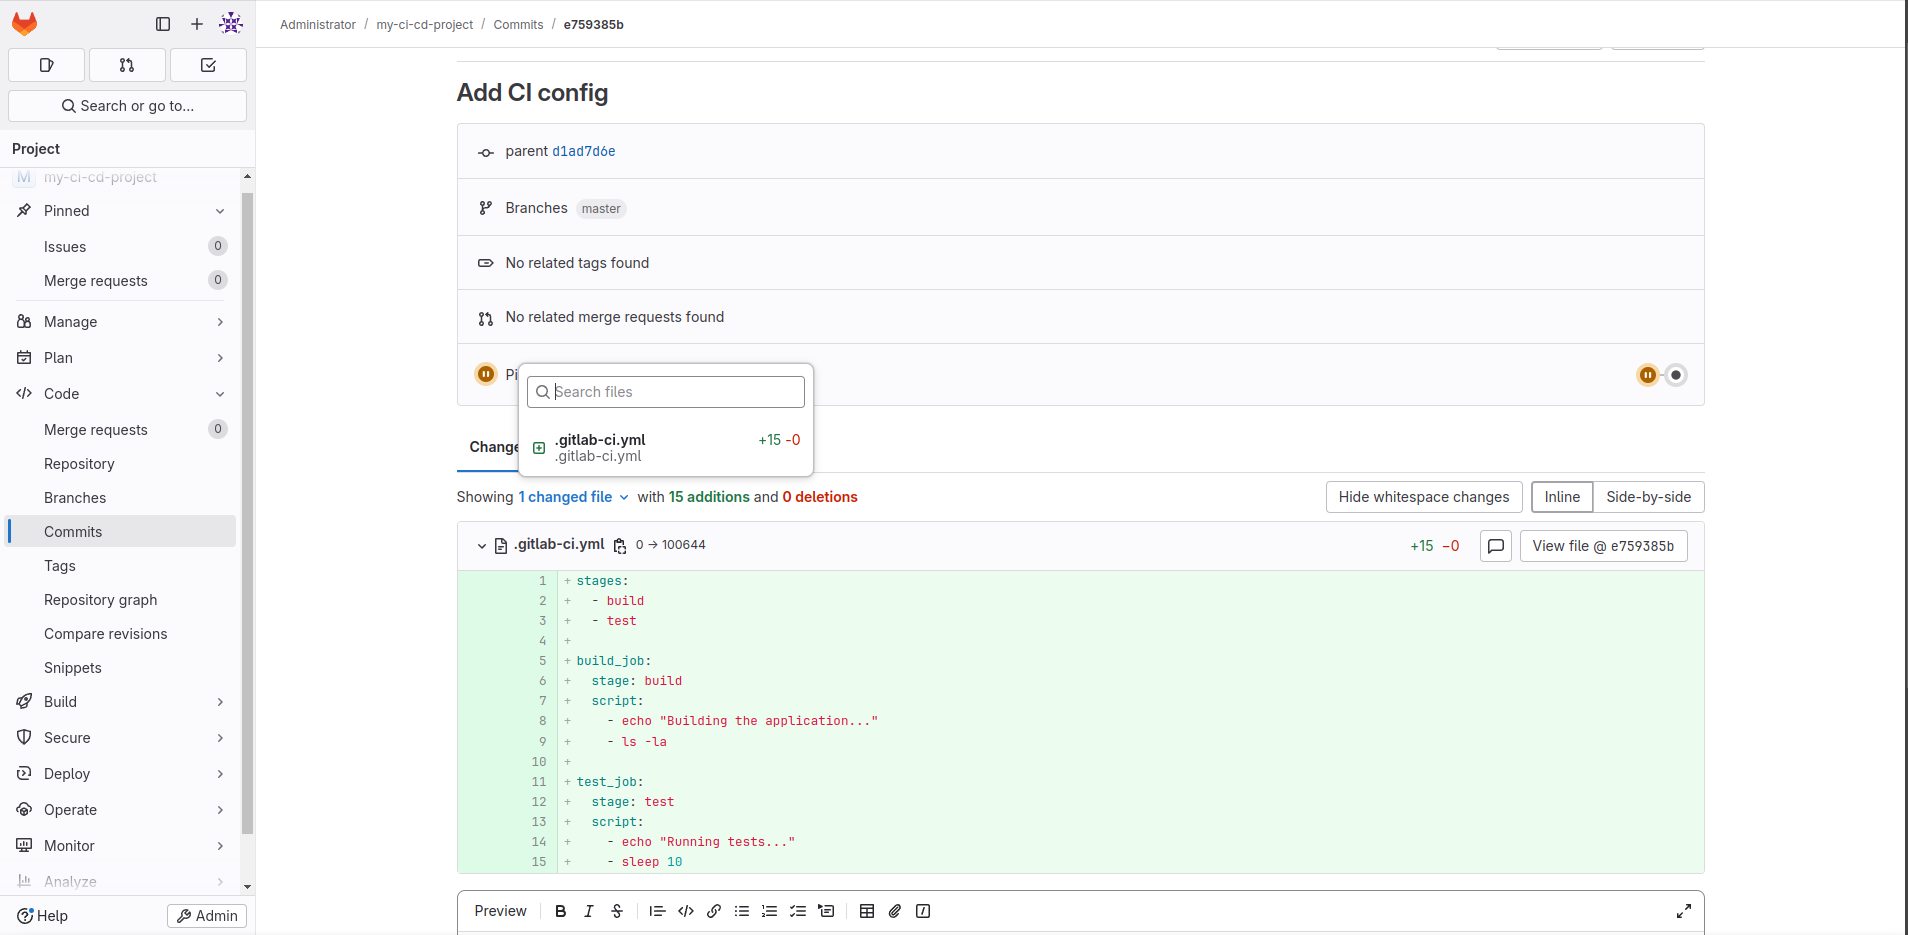 Administrator / my-ci-cd-project / Commits / e759385b
Search or go to...
Project
M my-ci-cd-project
Pinned
Issues 0
Merge requests 0
Manage
Plan
Code
Merge requests 0
Repository
Branches
Commits
Tags
Repository graph
Compare revisions
Snippets
Build
Secure
Deploy
Operate
Monitor
Analyze
Help
Admin
Add CI config
parent d1ad7d6e
Branches master
No related tags found
No related merge requests found
Pi
Search files
.gitlab-ci.yml +15 -0
.gitlab-ci.yml
Change
Showing 1 changed file with 15 additions and 0 deletions
Hide whitespace changes
Inline
Side-by-side
.gitlab-ci.yml 0 → 100644
+15 −0
View file @ e759385b
1 + stages:
2 +   - build
3 +   - test
4 +
5 + build_job:
6 +   stage: build
7 +   script:
8 +     - echo "Building the application..."
9 +     - ls -la
10 +
11 + test_job:
12 +   stage: test
13 +   script:
14 +     - echo "Running tests..."
15 +     - sleep 10
Preview